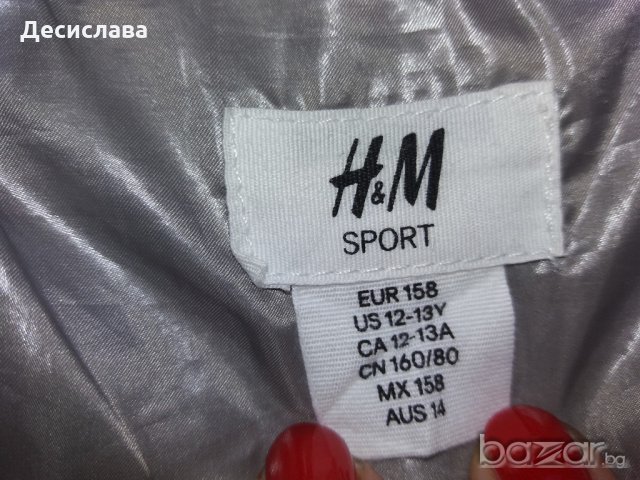 Десислава
H&M
SPORT
EUR 158
US 12-13Y
CA 12-13A
CN 160/80
MX 158
AUS 14
bazar.bg